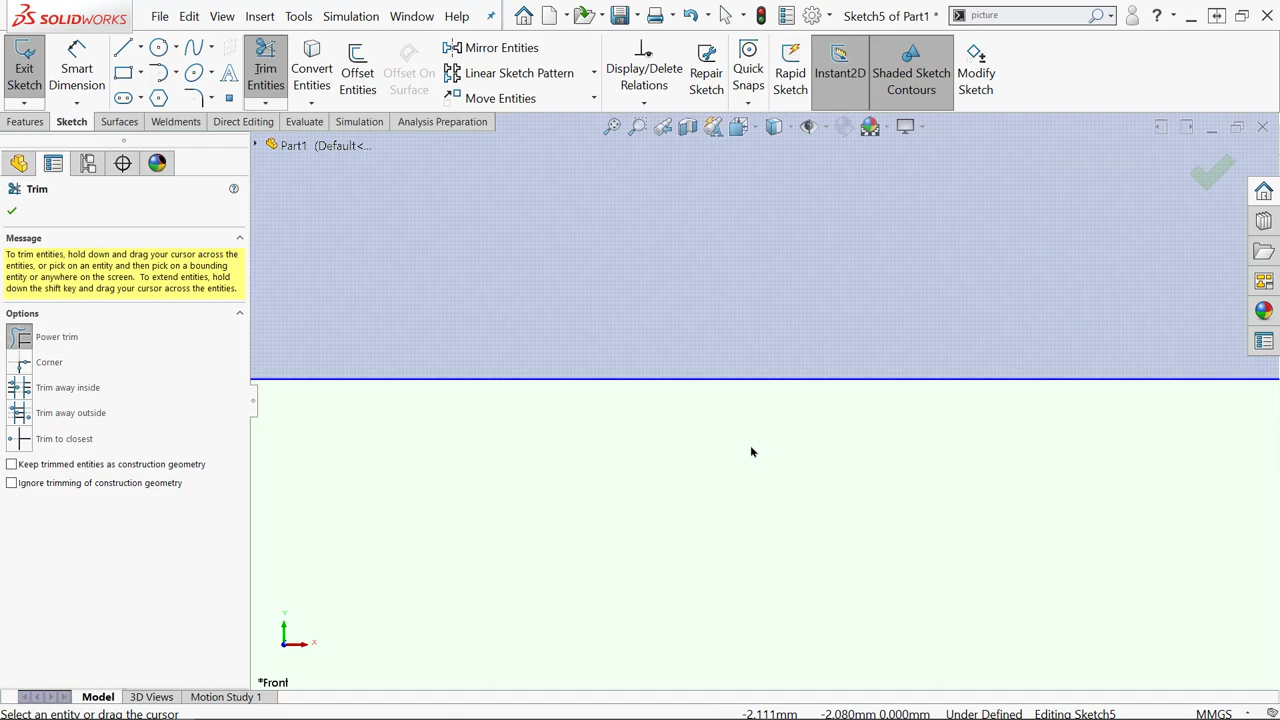 SOLIDWORKS
File Edit View Insert Tools Simulation Window Help
Sketch5 of Part1 *
picture
?
Exit Sketch
Smart Dimension
Trim Entities
Convert Entities
Offset Entities
Offset On Surface
Mirror Entities
Linear Sketch Pattern
Move Entities
Display/Delete Relations
Repair Sketch
Quick Snaps
Rapid Sketch
Instant2D
Shaded Sketch Contours
Modify Sketch
Features Sketch Surfaces Weldments Direct Editing Evaluate Simulation Analysis Preparation
Part1 (Default<...
Trim
?
Message
To trim entities, hold down and drag your cursor across the
entities, or pick on an entity and then pick on a bounding
entity or anywhere on the screen. To extend entities, hold
down the shift key and drag your cursor across the entities.
Options
Power trim
Corner
Trim away inside
Trim away outside
Trim to closest
Keep trimmed entities as construction geometry
Ignore trimming of construction geometry
Y
X
*Front
Model 3D Views Motion Study 1
Select an entity or drag the cursor
-2.111mm -2.080mm 0.000mm Under Defined Editing Sketch5 MMGS